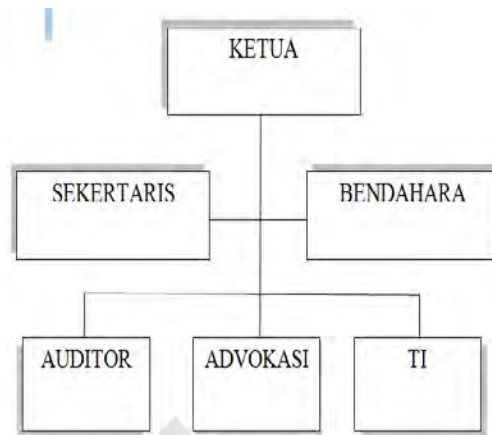 KETUA
SEKERTARIS
BENDAHARA
AUDITOR
ADVOKASI
TI